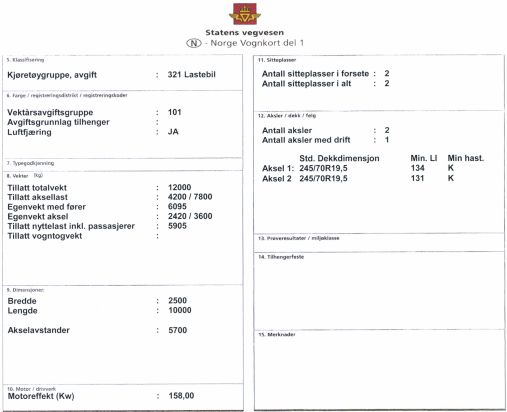 Statens vegvesen
N - Norge Vognkort del 1
5. Klassifisering
Kjøretøygruppe, avgift : 321 Lastebil
6. Farge / registreringsdistrikt / registreringskoder
Vektårsavgiftsgruppe : 101
Avgiftsgrunnlag tilhenger :
Luftfjæring : JA
7. Typegodkjenning
8. Vekter (kg)
Tillatt totalvekt : 12000
Tillatt aksellast : 4200 / 7800
Egenvekt med fører : 6095
Egenvekt aksel : 2420 / 3600
Tillatt nyttelast inkl. passasjerer : 5905
Tillatt vogntogvekt :
9. Dimensjoner
Bredde : 2500
Lengde : 10000
Akselavstander : 5700
10. Motor / drivverk
Motoreffekt (Kw) : 158,00
11. Sitteplasser
Antall sitteplasser i forsete : 2
Antall sitteplasser i alt : 2
12. Aksler / dekk / felg
Antall aksler : 2
Antall aksler med drift : 1
Std. Dekkdimensjon Min. LI Min hast.
Aksel 1: 245/70R19,5 134 K
Aksel 2 245/70R19,5 131 K
13. Prøveresultater / miljøklasse
14. Tilhengerfeste
15. Merknader